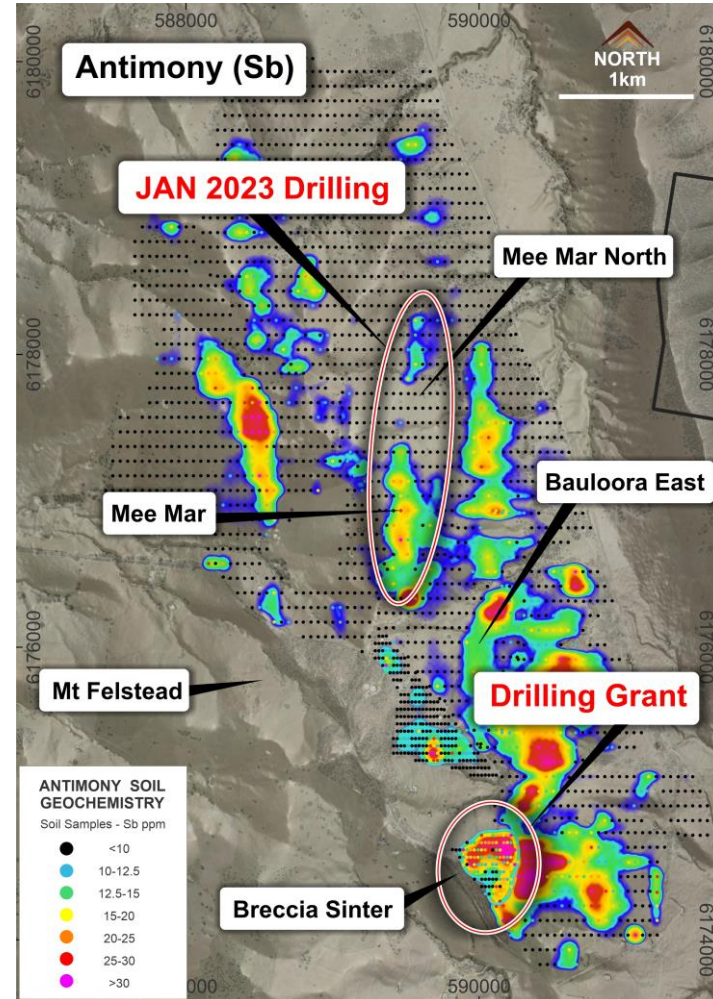 588000
590000
6180000
6180000
Antimony (Sb)
NORTH
1km
JAN 2023 Drilling
Mee Mar North
6178000
6178000
Bauloora East
Mee Mar
6176000
6176000
Mt Felstead
Drilling Grant
ANTIMONY SOIL
GEOCHEMISTRY
Soil Samples - Sb ppm
<10
10-12.5
12.5-15
15-20
20-25
25-30
>30
Breccia Sinter
6174000
590000